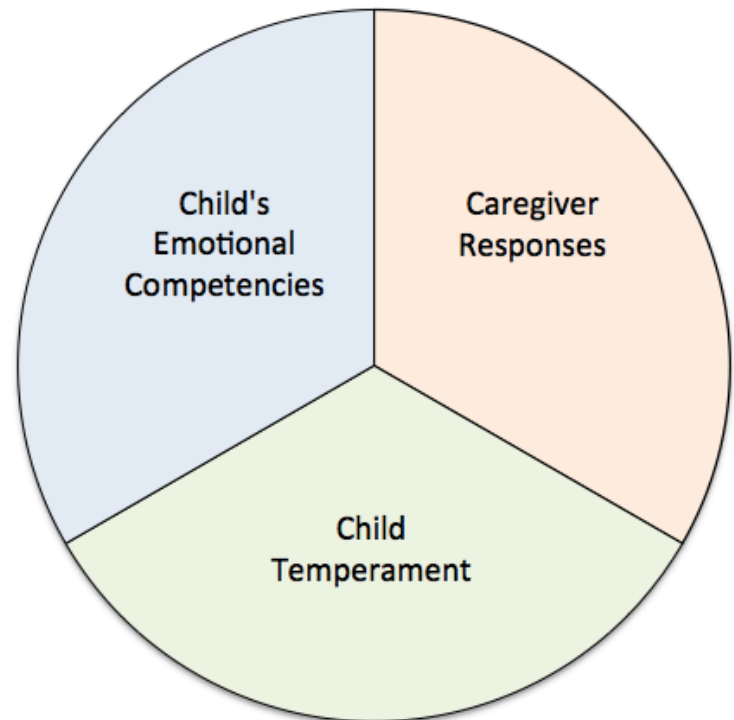 Child's
Emotional
Competencies
Caregiver
Responses
Child
Temperament